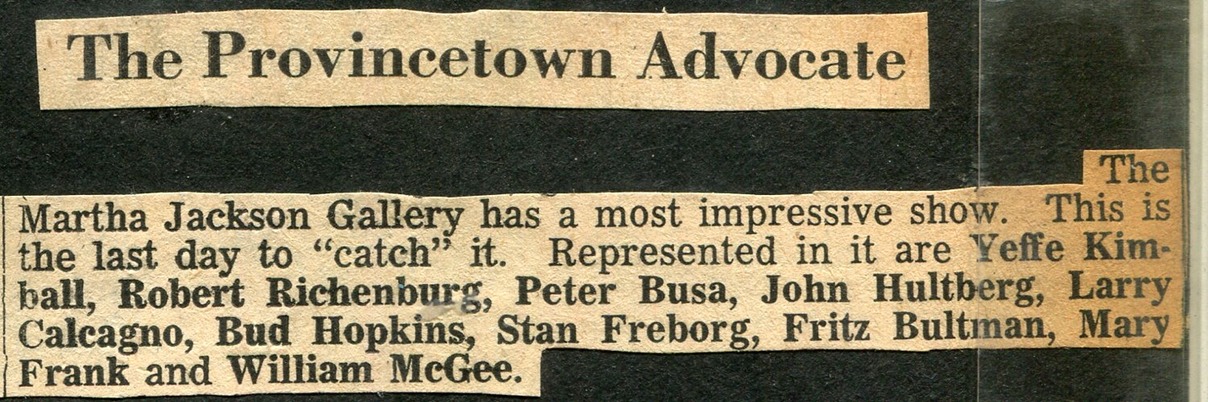 The Provincetown Advocate
The
Martha Jackson Gallery has a most impressive show. This is
the last day to “catch” it. Represented in it are Yeffe Kim-
ball, Robert Richenburg, Peter Busa, John Hultberg, Larry
Calcagno, Bud Hopkins, Stan Freborg, Fritz Bultman, Mary
Frank and William McGee.